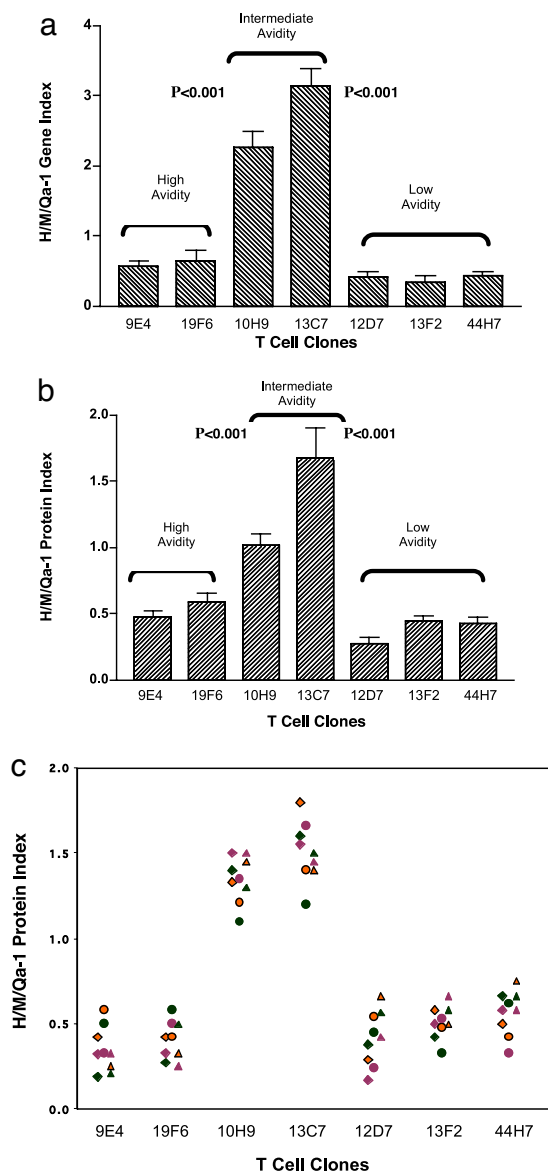 a
Intermediate
Avidity
P<0.001
P<0.001
High
Avidity
Low
Avidity
H/M/Qa-1 Gene Index
4
3
2
1
0
9E4 19F6 10H9 13C7 12D7 13F2 44H7
T Cell Clones
b
Intermediate
Avidity
P<0.001
P<0.001
High
Avidity
Low
Avidity
H/M/Qa-1 Protein Index
2.0
1.5
1.0
0.5
0.0
9E4 19F6 10H9 13C7 12D7 13F2 44H7
T Cell Clones
c
H/M/Qa-1 Protein Index
2.0
1.5
1.0
0.5
0.0
9E4 19F6 10H9 13C7 12D7 13F2 44H7
T Cell Clones